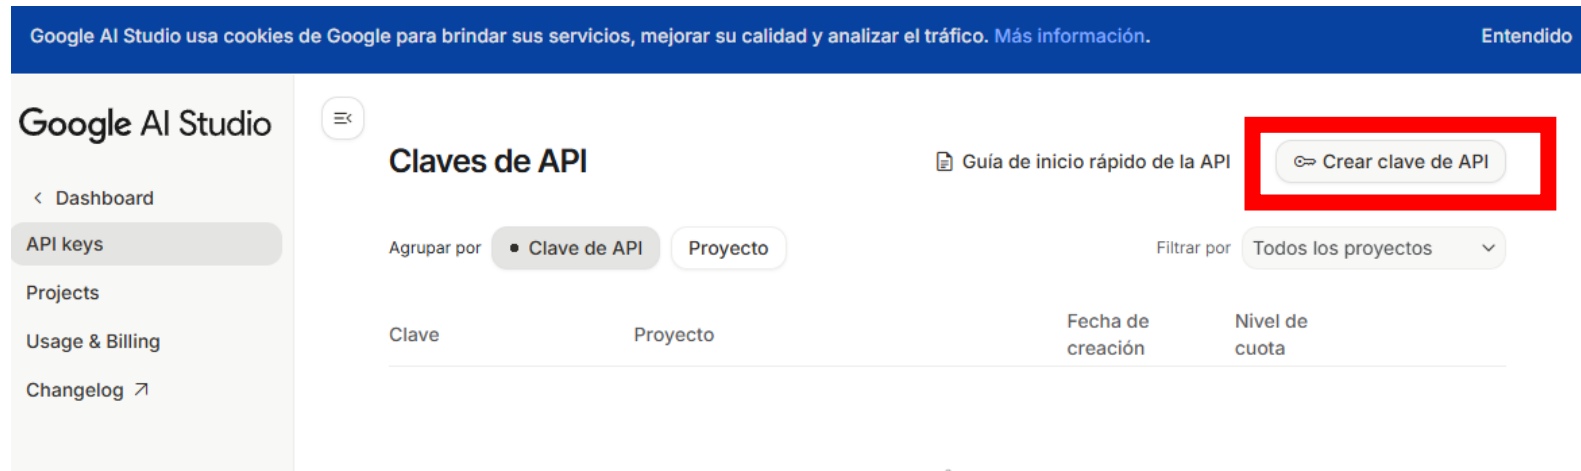 Google AI Studio usa cookies de Google para brindar sus servicios, mejorar su calidad y analizar el tráfico. Más información. Entendido
Google AI Studio
Dashboard
API keys
Projects
Usage & Billing
Changelog
Claves de API
Guía de inicio rápido de la API
Crear clave de API
Agrupar por Clave de API Proyecto
Filtrar por Todos los proyectos
Clave
Proyecto
Fecha de
creación
Nivel de
cuota